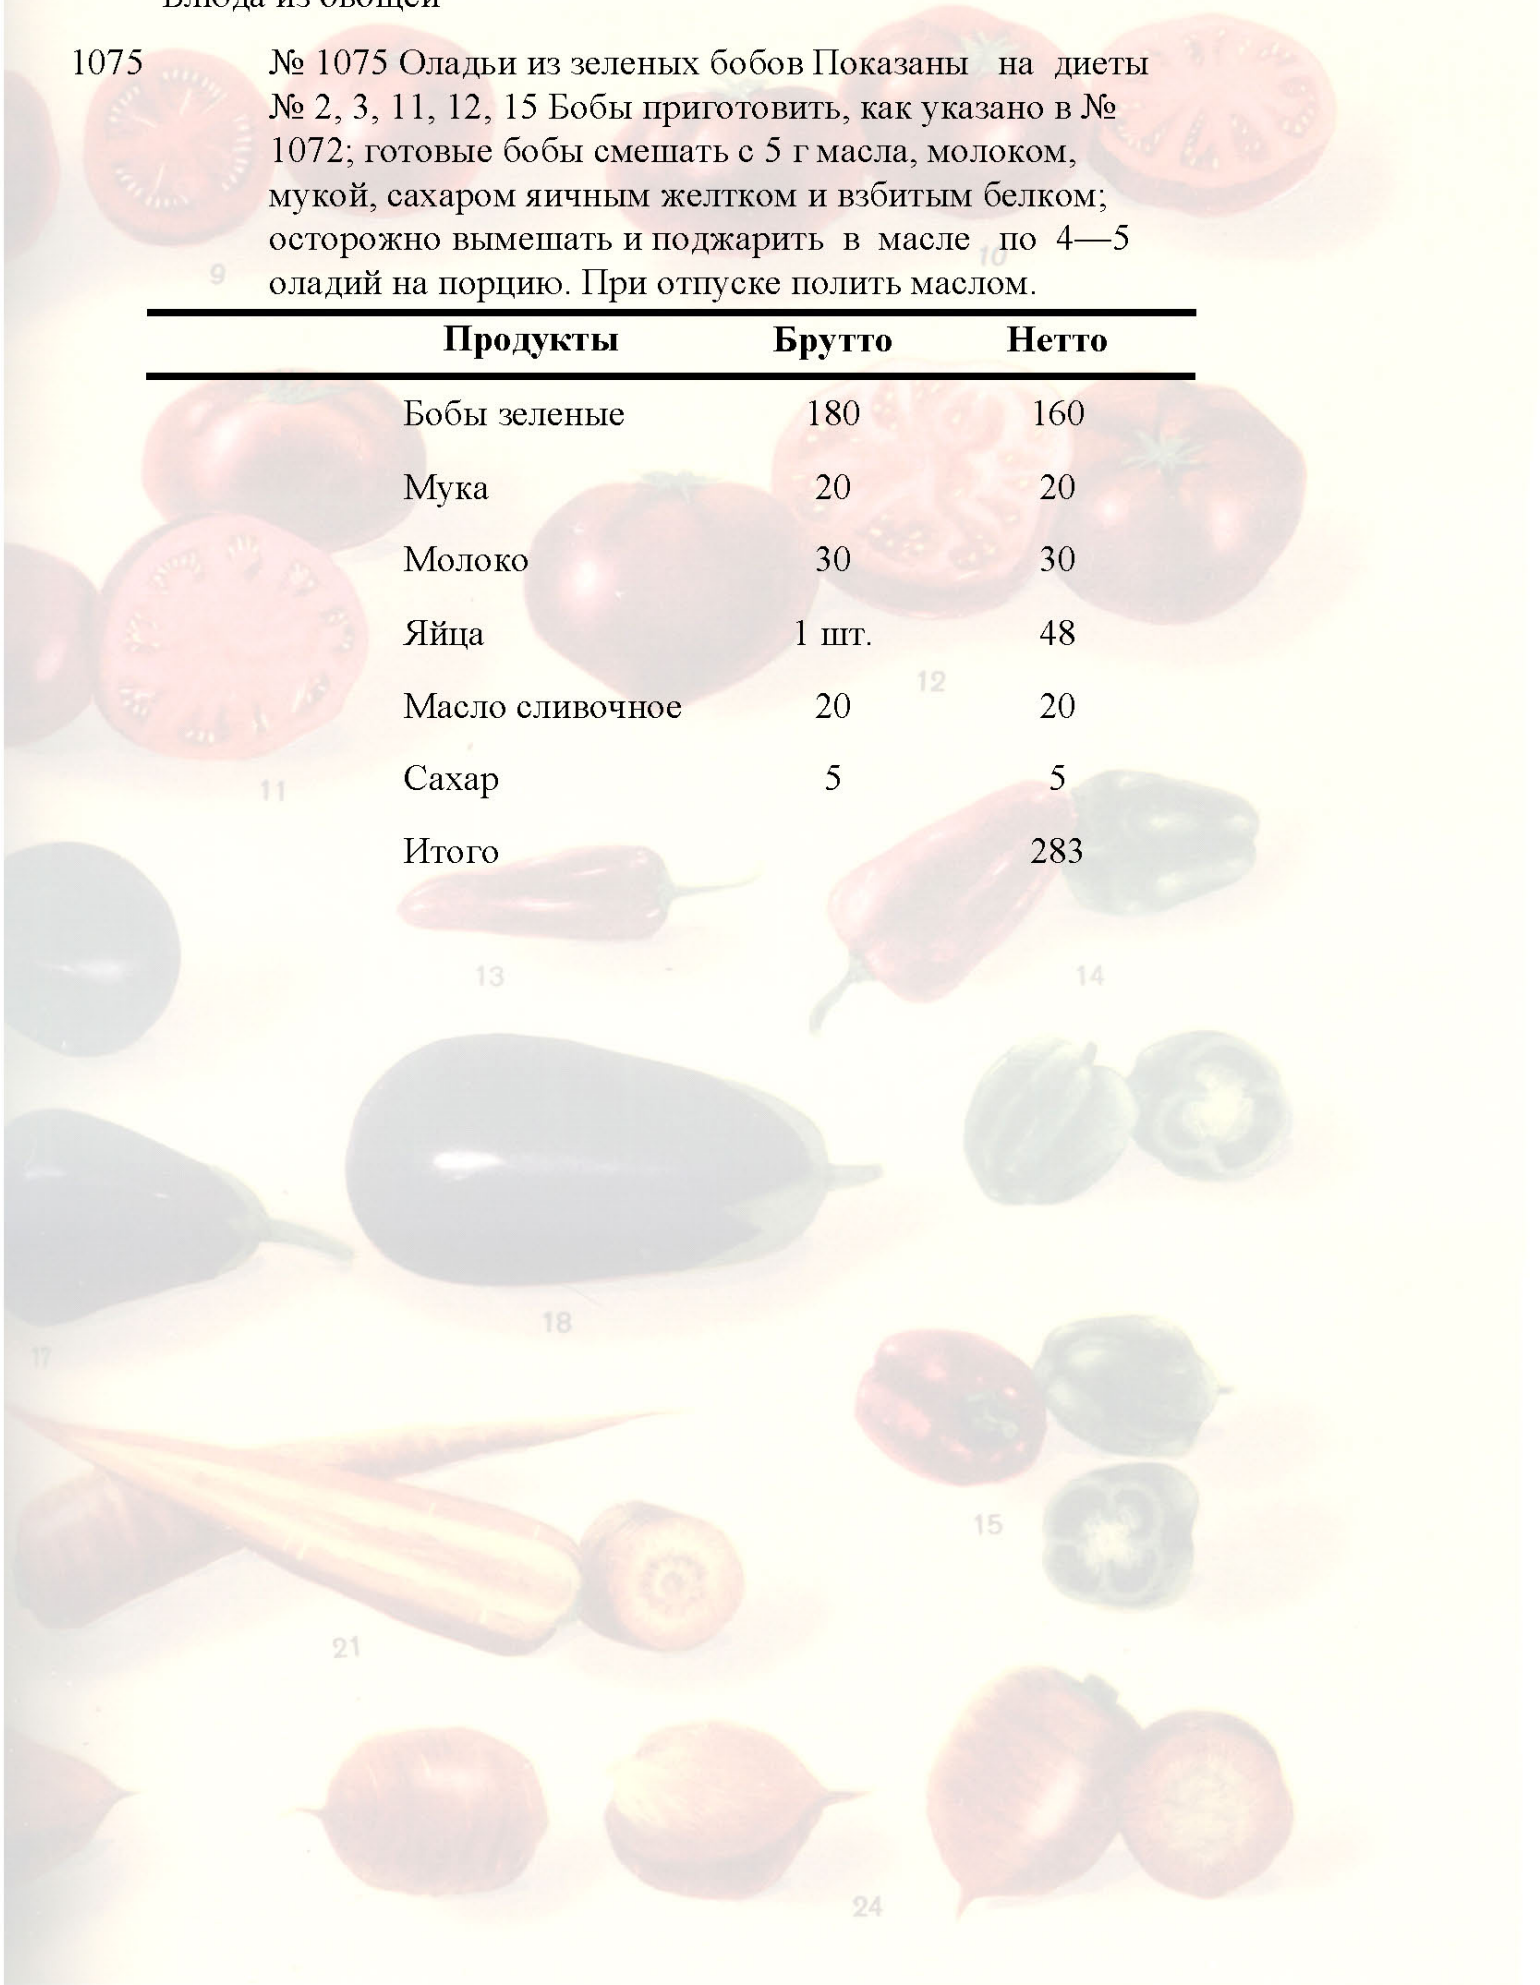 Блюда из овощей
1075 № 1075 Оладьи из зеленых бобов Показаны на диеты
№ 2, 3, 11, 12, 15 Бобы приготовить, как указано в №
1072; готовые бобы смешать с 5 г масла, молоком,
мукой, сахаром яичным желтком и взбитым белком;
осторожно вымешать и поджарить в масле по 4—5
оладий на порцию. При отпуске полить маслом.
9
10
Продукты Брутто Нетто
Бобы зеленые 180 160
Мука 20 20
Молоко 30 30
Яйца 1 шт. 48
12
Масло сливочное 20 20
Сахар 5 5
11
Итого 283
13
14
18
17
15
21
24